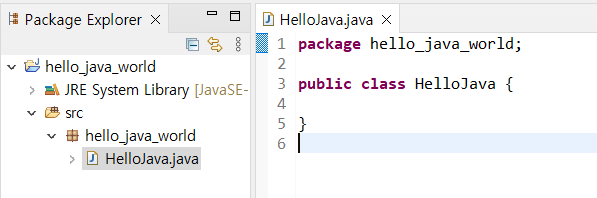 Package Explorer
hello_java_world
JRE System Library [JavaSE-
src
hello_java_world
HelloJava.java
HelloJava.java
1 package hello_java_world;
2
3 public class HelloJava {
4
5 }
6